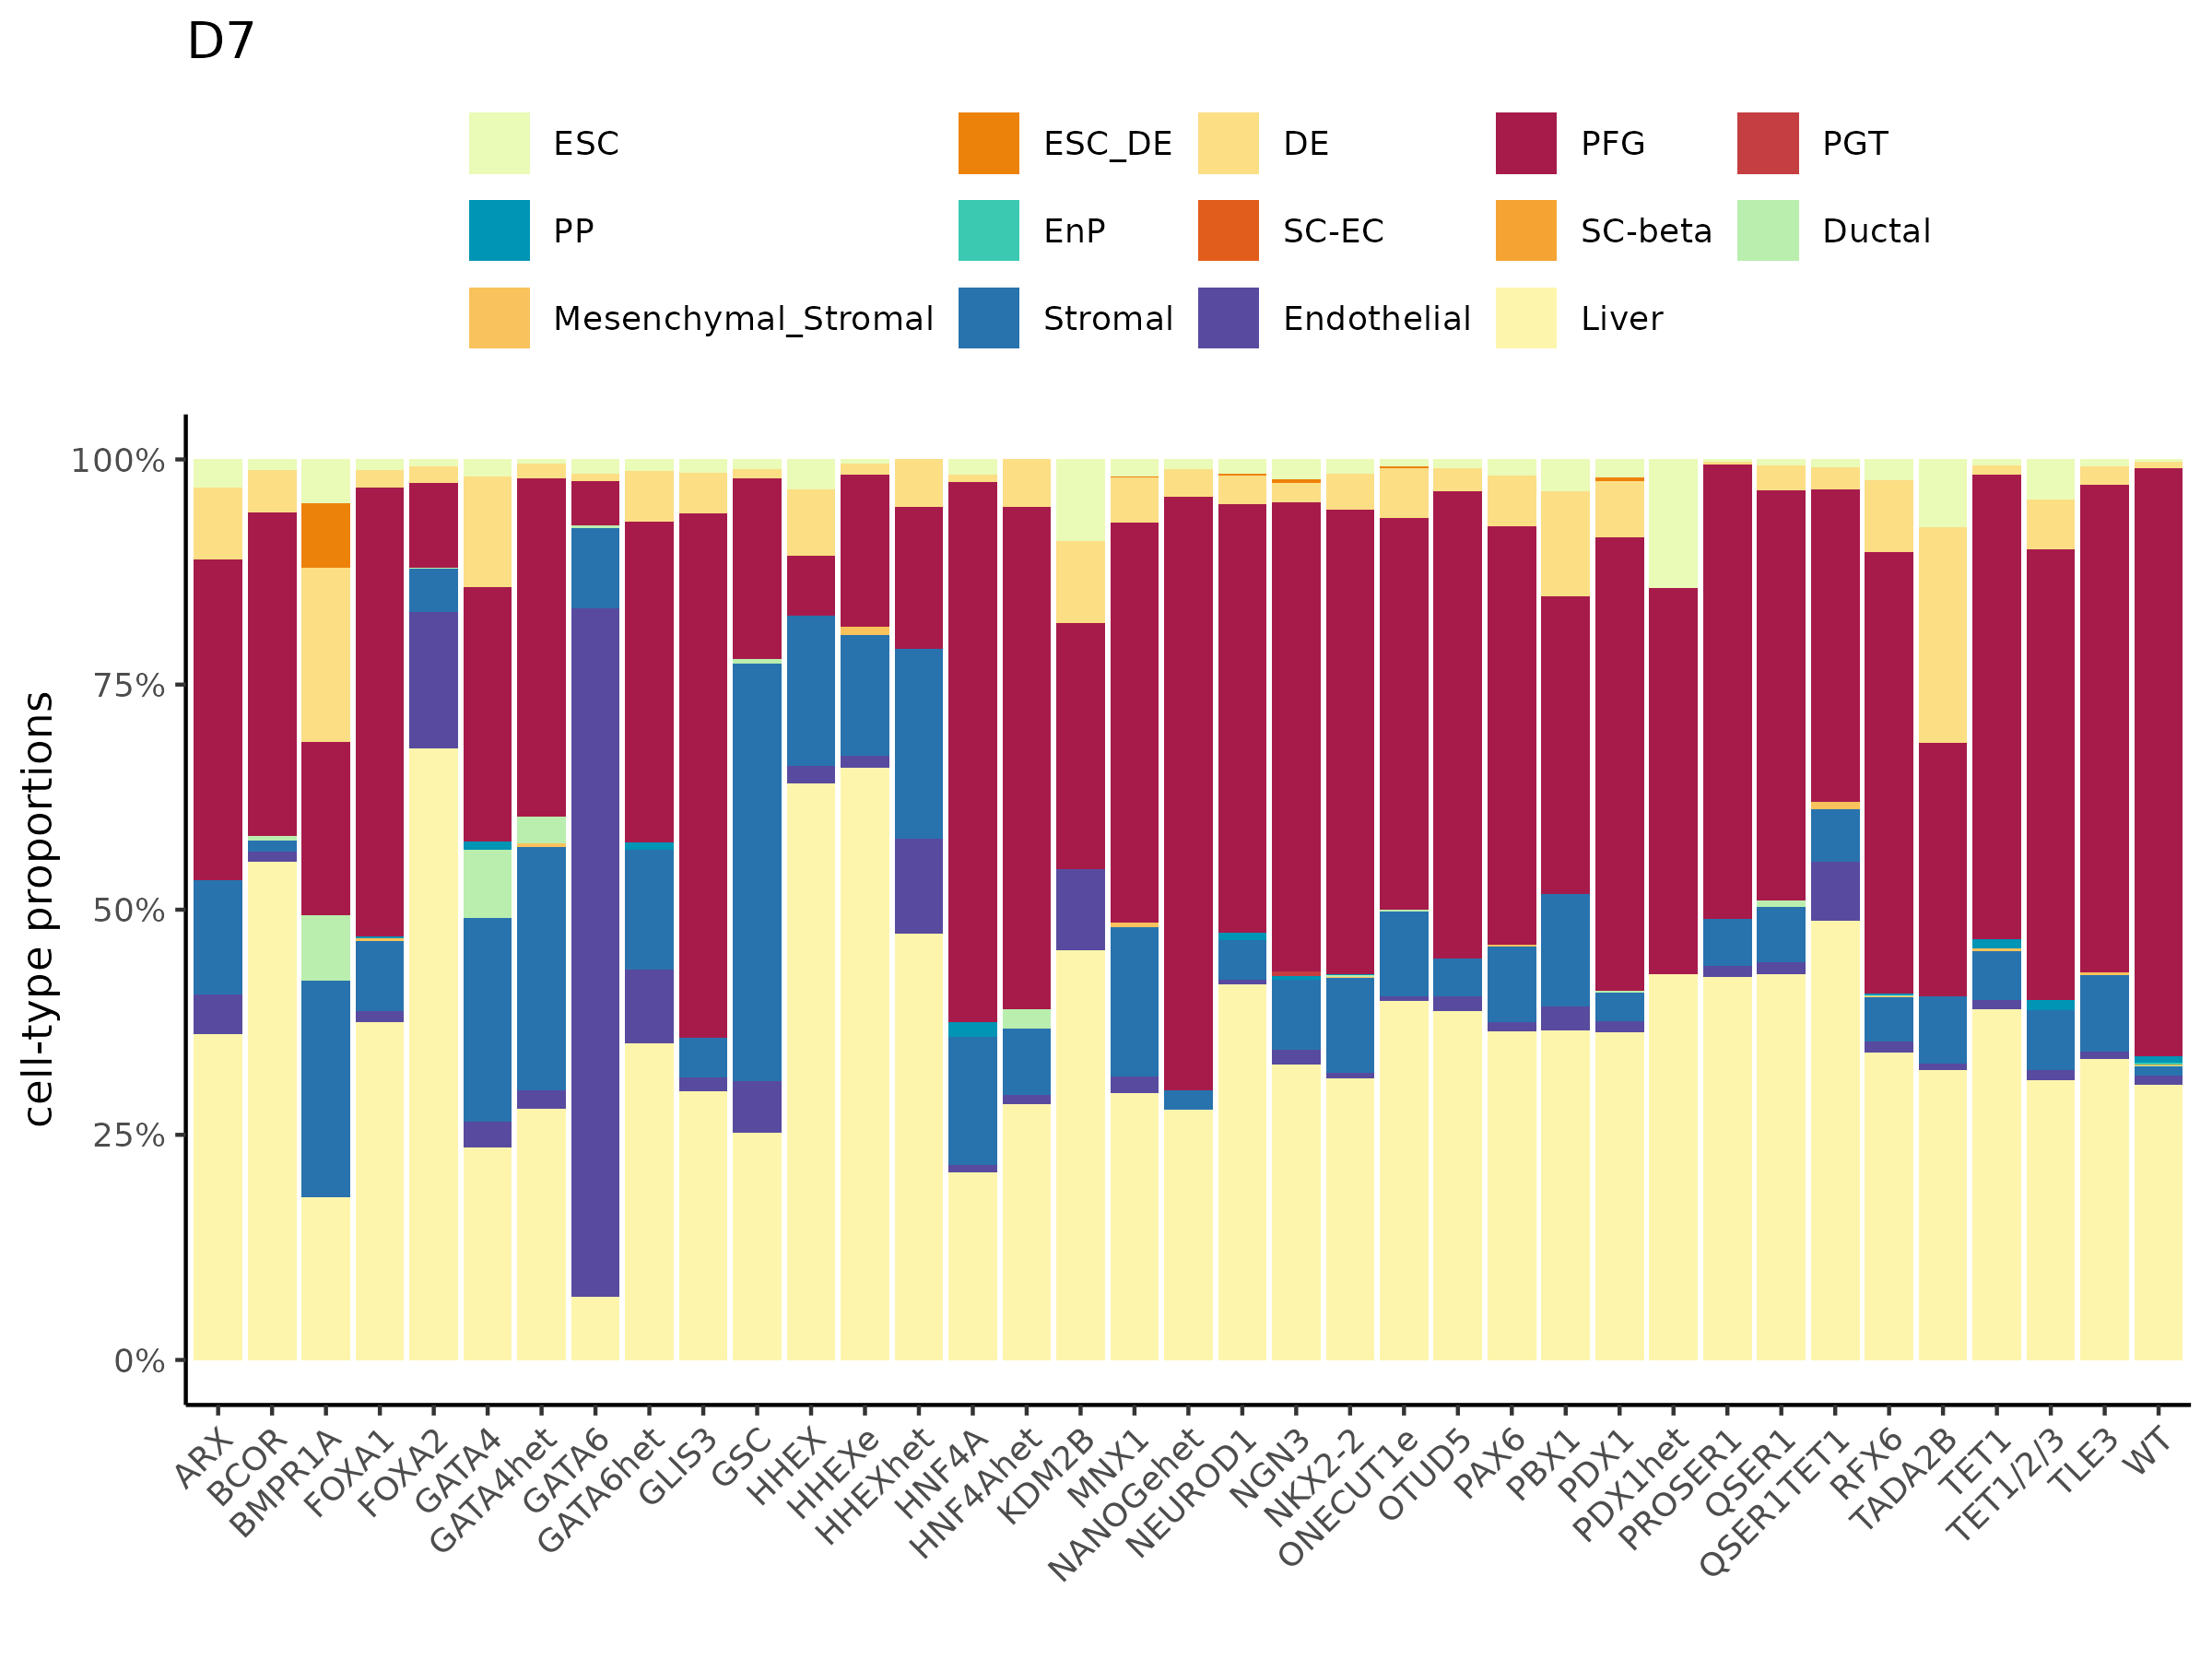 D7
ESC ESC_DE DE PFG PGT
PP EnP SC-EC SC-beta Ductal
Mesenchymal_Stromal Stromal Endothelial Liver
cell-type proportions
100%
75%
50%
25%
0%
ARX BCOR BMPR1A FOXA1 FOXA2 GATA4 GATA4het GATA6 GATA6het GLIS3 GSC HHEX HHEXe HHEXhet HNF4A HNF4Ahet KDM2B MNX1 NANOGehet NEUROD1 NGN3 NKX2-2 ONECUT1e OTUD5 PAX6 PBX1 PDX1 PDX1het PROSER1 QSER1 QSER1TET1 RFX6 TADA2B TET1 TET1/2/3 TLE3 WT